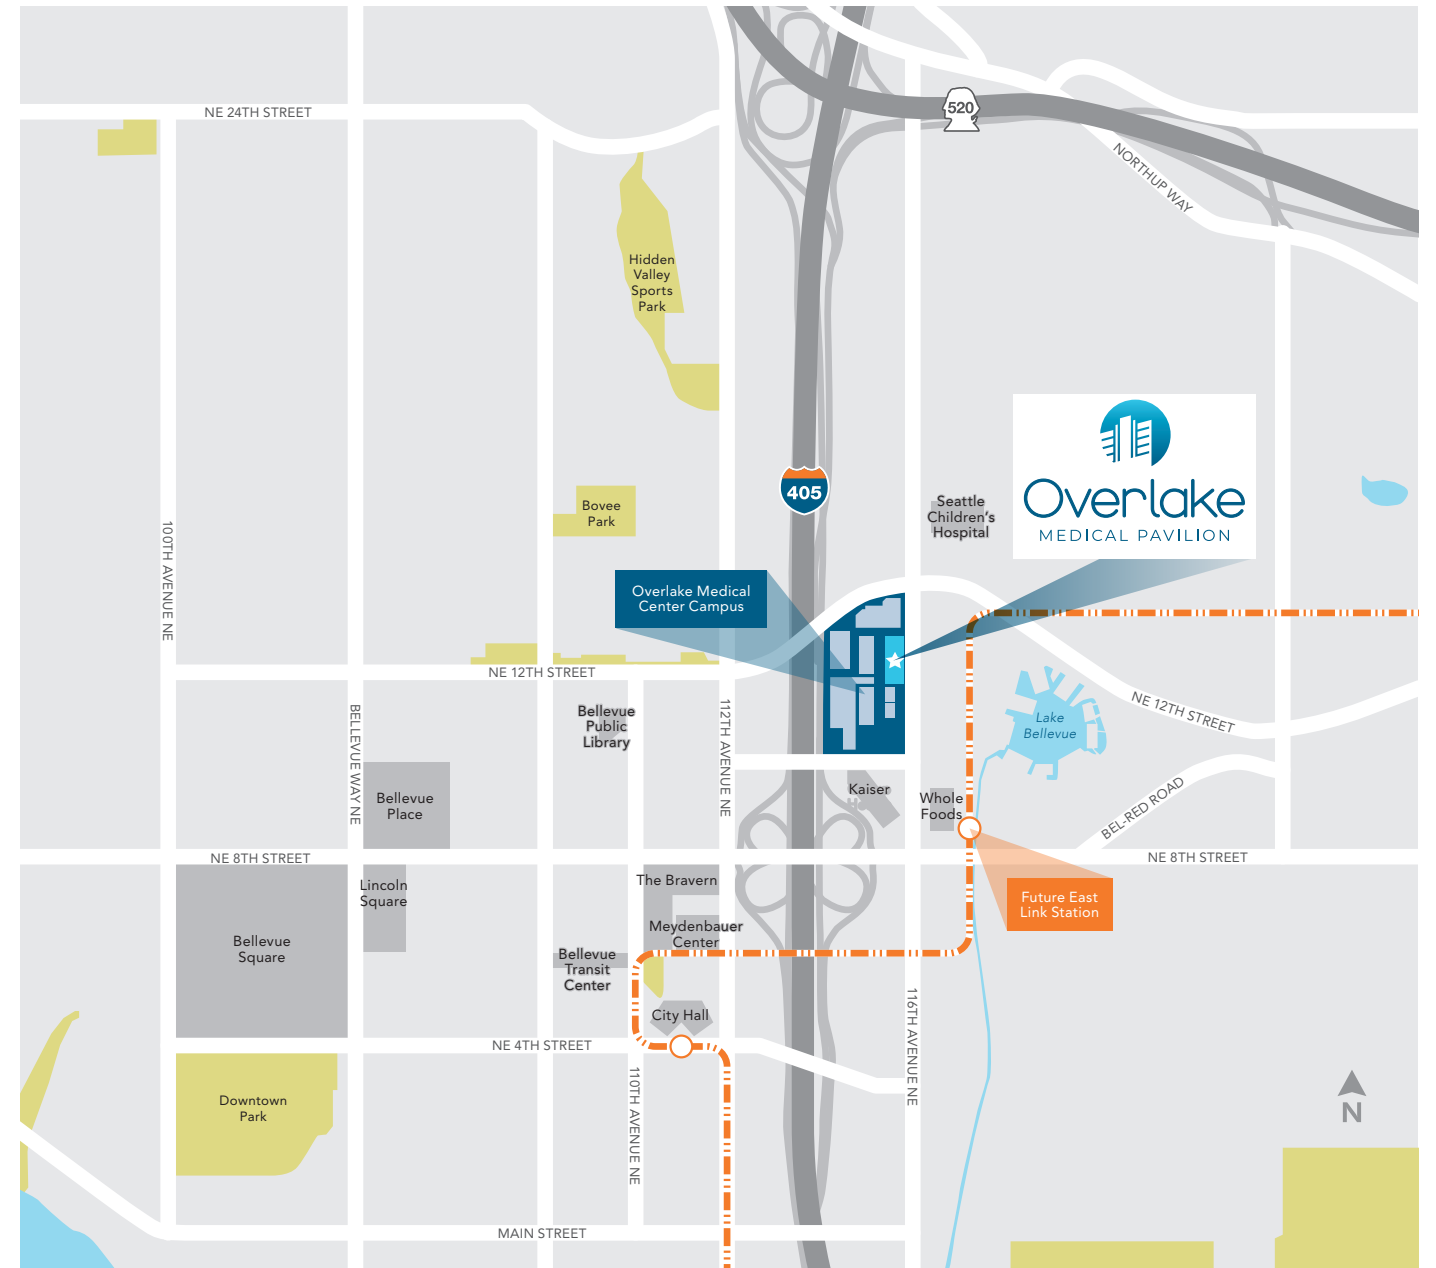 520
NE 24TH STREET
NORTHUP WAY
Hidden
Valley
Sports
Park
Overlake
MEDICAL PAVILION
405
Seattle
Children's
Hospital
Bovee
Park
100TH AVENUE NE
Overlake Medical
Center Campus
NE 12TH STREET
BELLEVUE WAY NE
Bellevue
Public
Library
112TH AVENUE NE
Lake
Bellevue
NE 12TH STREET
Bellevue
Place
Kaiser
Whole
Foods
BEL-RED ROAD
NE 8TH STREET
NE 8TH STREET
Lincoln
Square
The Bravern
Future East
Link Station
Bellevue
Square
Meydenbauer
Center
Bellevue
Transit
Center
116TH AVENUE NE
City Hall
NE 4TH STREET
Downtown
Park
110TH AVENUE NE
N
MAIN STREET